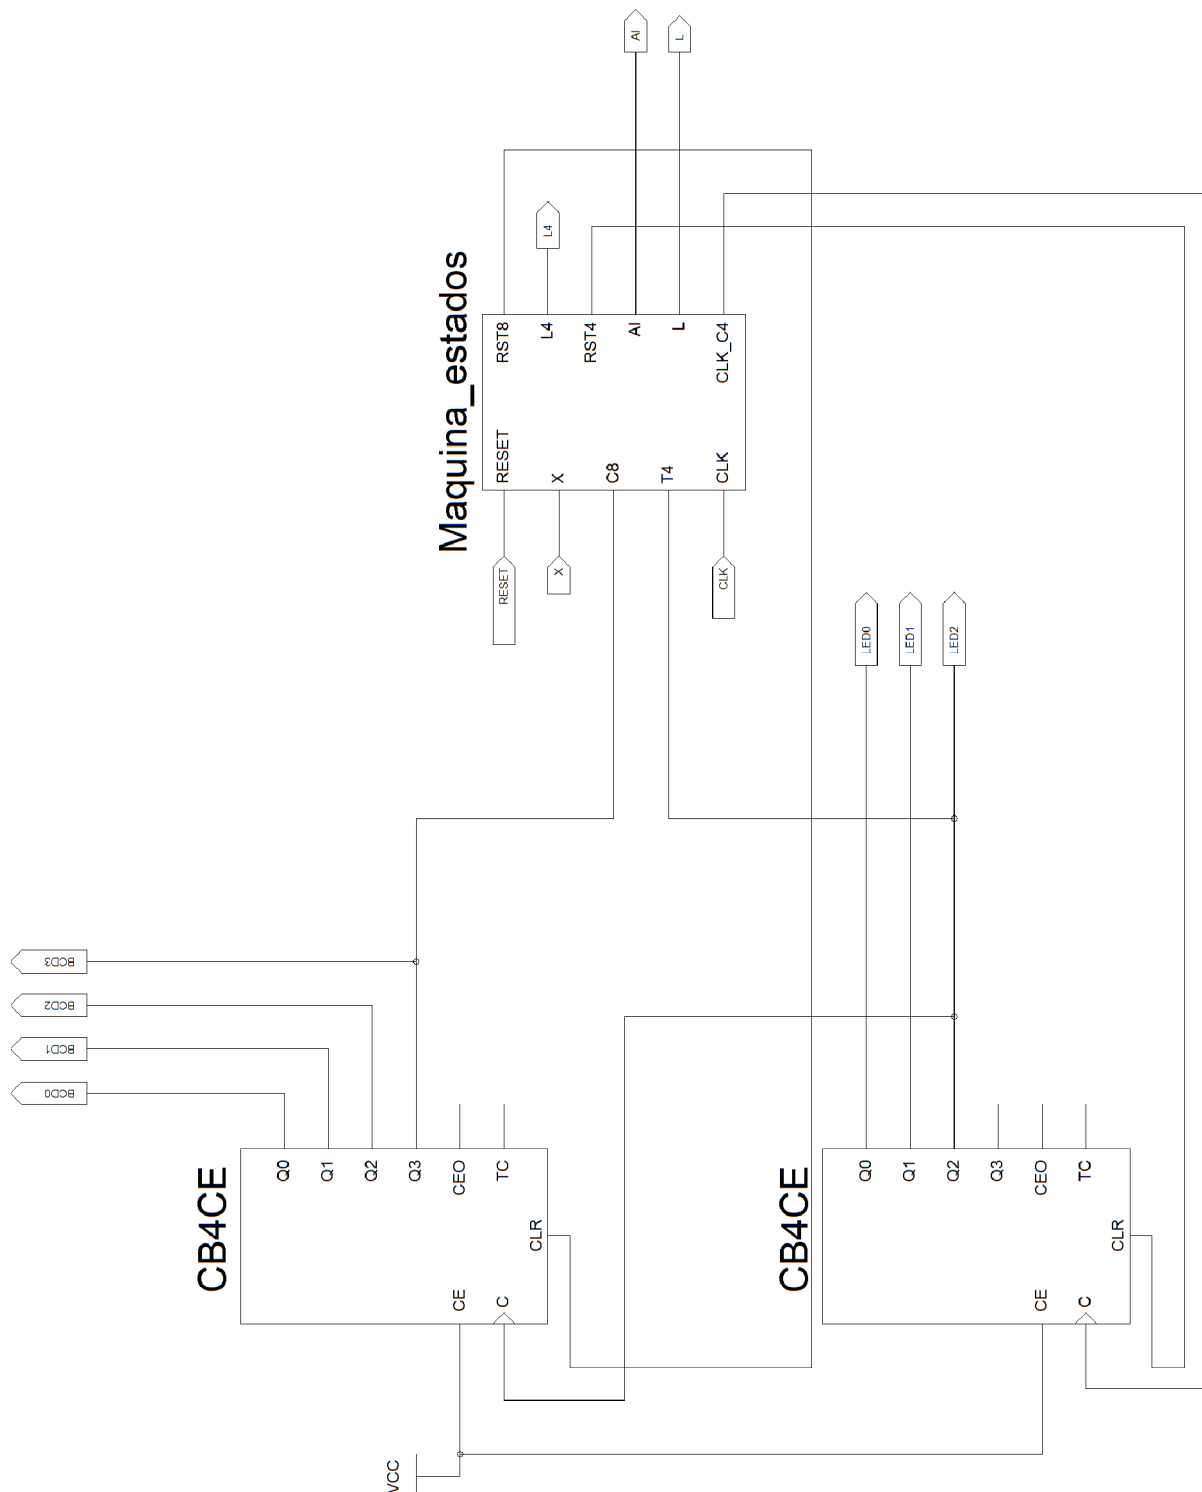 AI
L
L4
Maquina_estados
RST8
L4
RST4
AI
L
CLK_C4
RESET
X
C8
T4
CLK
RESET
X
CLK
LED0
LED1
LED2
BCD3
BCD2
BCD1
BCD0
CB4CE
Q0
Q1
Q2
Q3
CEO
TC
CLR
CE
C
CB4CE
Q0
Q1
Q2
Q3
CEO
TC
CLR
CE
C
VCC